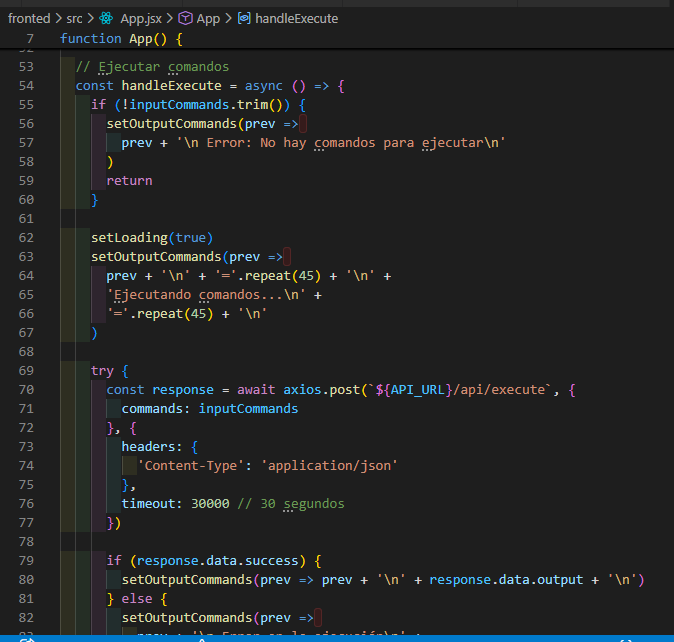 fronted > src > App.jsx > App > handleExecute
7 function App() {
53 // Ejecutar comandos
54 const handleExecute = async () => {
55 if (!inputCommands.trim()) {
56 setOutputCommands(prev =>
57 prev + '\n Error: No hay comandos para ejecutar\n'
58 )
59 return
60 }
61
62 setLoading(true)
63 setOutputCommands(prev =>
64 prev + '\n' + '='.repeat(45) + '\n' +
65 'Ejecutando comandos...\n' +
66 '='.repeat(45) + '\n'
67 )
68
69 try {
70 const response = await axios.post(`${API_URL}/api/execute`, {
71 commands: inputCommands
72 }, {
73 headers: {
74 'Content-Type': 'application/json'
75 },
76 timeout: 30000 // 30 segundos
77 })
78
79 if (response.data.success) {
80 setOutputCommands(prev => prev + '\n' + response.data.output + '\n')
81 } else {
82 setOutputCommands(prev =>